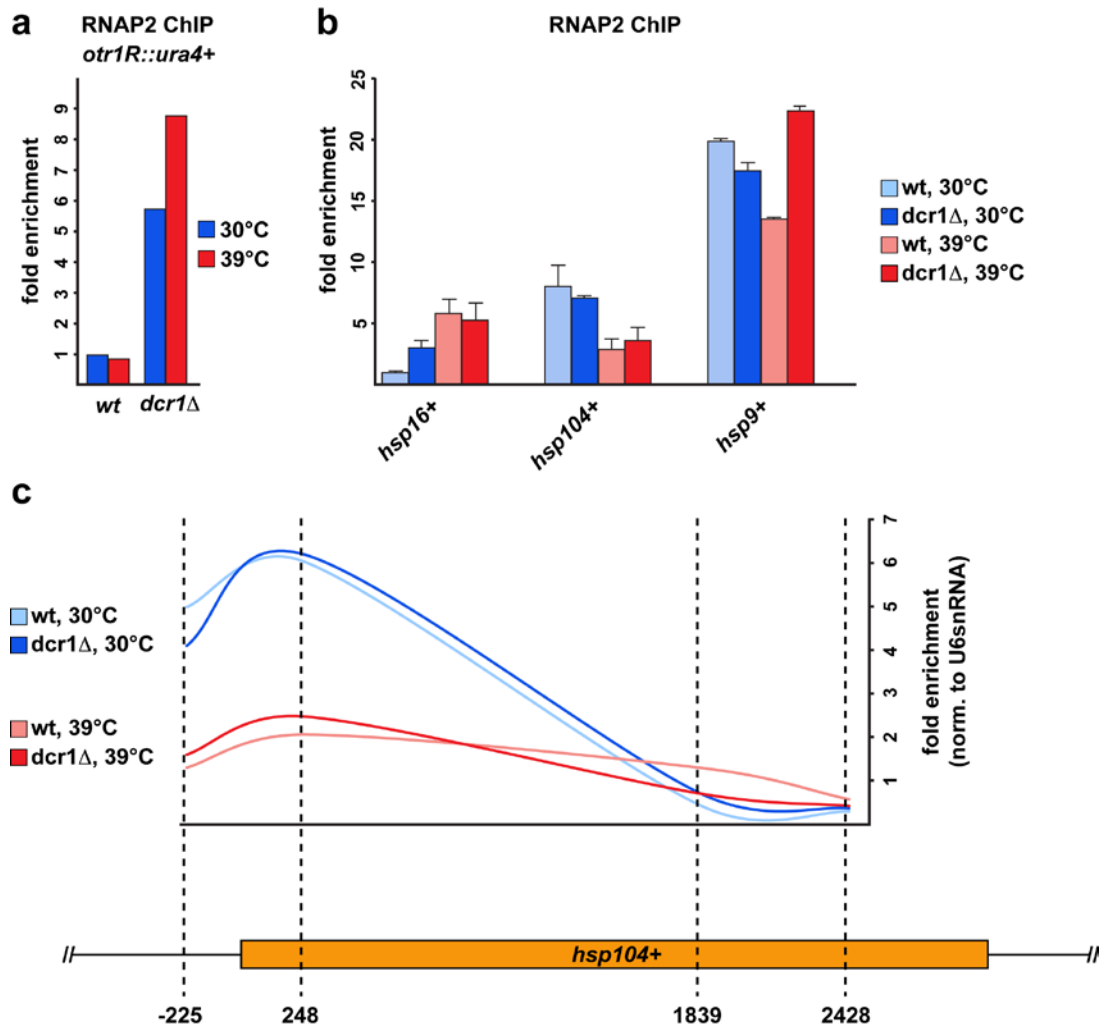 a
RNAP2 ChIP
otr1R::ura4+
fold enrichment
9
8
7
6
5
4
3
2
1
wt
dcr1Δ
30°C
39°C
b
RNAP2 ChIP
fold enrichment
25
20
15
10
5
hsp16+
hsp104+
hsp9+
wt, 30°C
dcr1Δ, 30°C
wt, 39°C
dcr1Δ, 39°C
c
wt, 30°C
dcr1Δ, 30°C
wt, 39°C
dcr1Δ, 39°C
7
6
5
4
3
2
1
fold enrichment
(norm. to U6snRNA)
//
hsp104+
//
-225
248
1839
2428